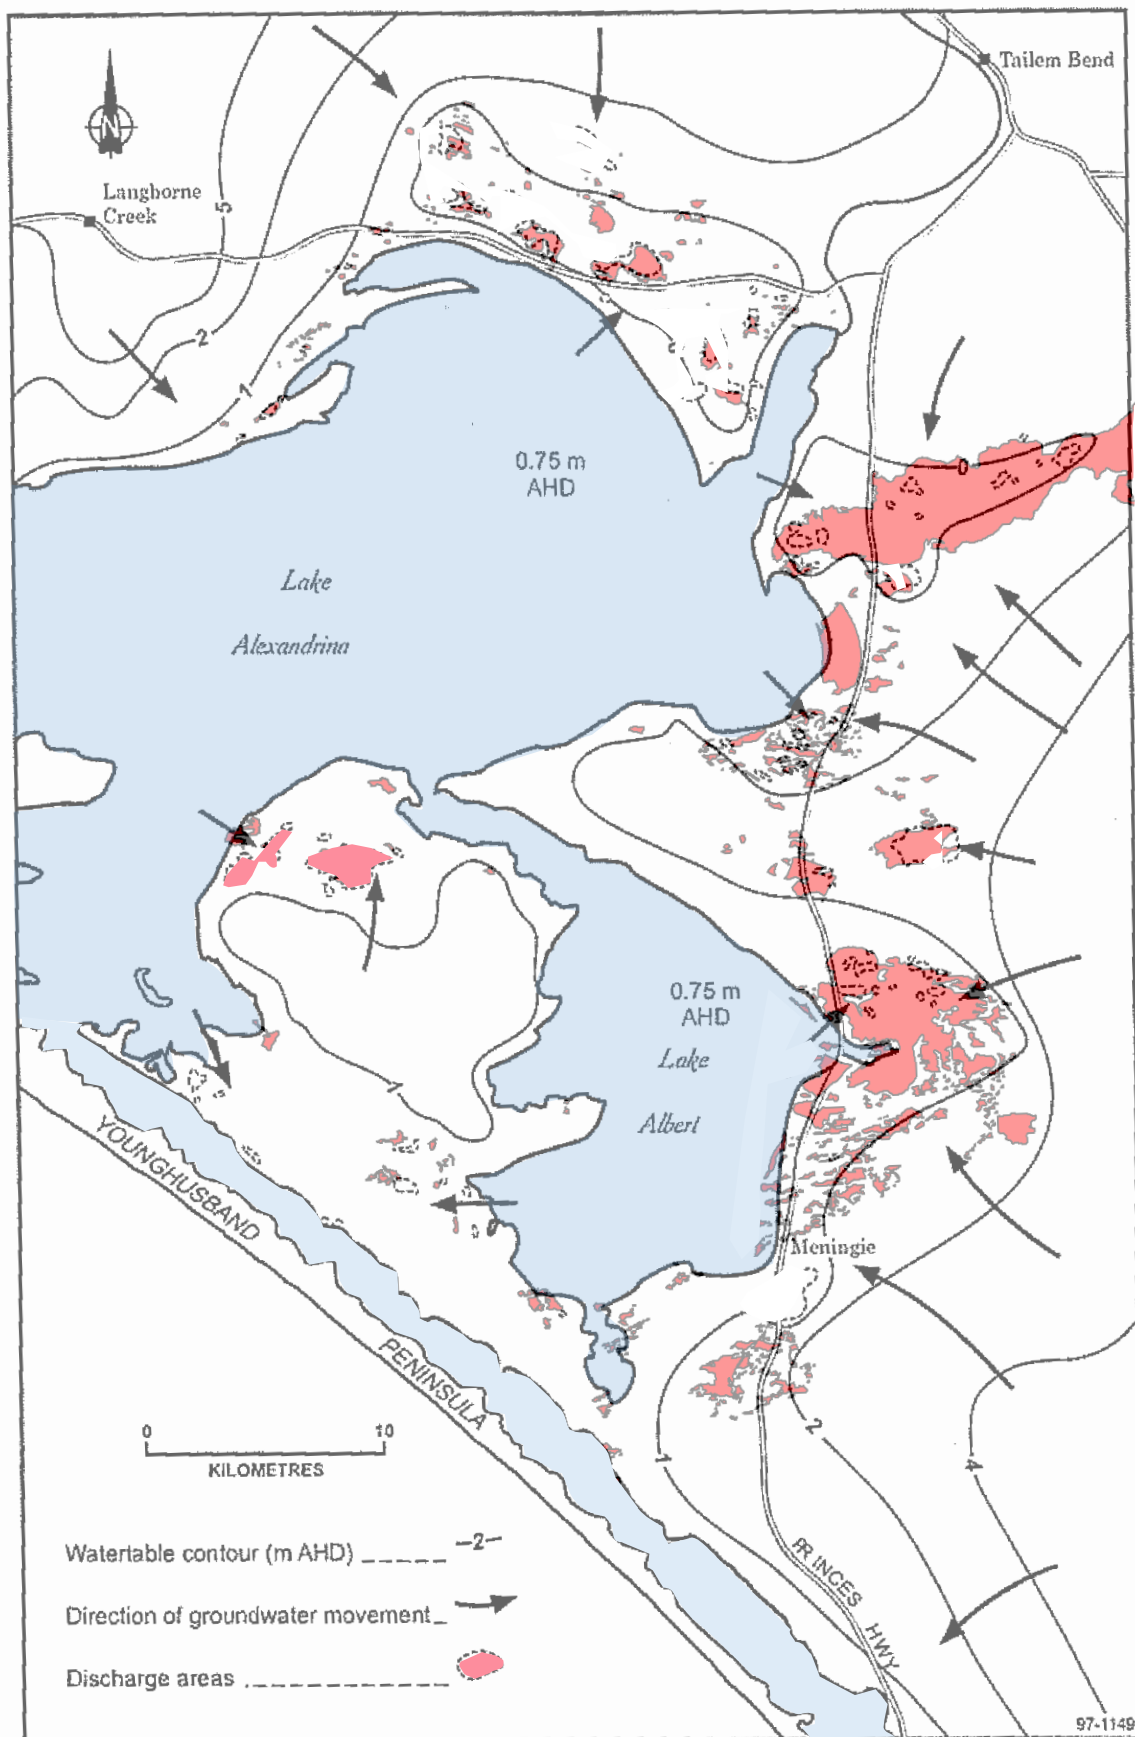 Tailem Bend
N
Langhorne
Creek
5
2
1
0
0.75 m
AHD
0
Lake
Alexandrina
0.75 m
AHD
Lake
Albert
1
YOUNGHUSBAND
PENINSULA
Meningie
2
1
4
0 10
KILOMETRES
PRINCES HWY
Watertable contour (m AHD) -2-
Direction of groundwater movement
Discharge areas
97-1149